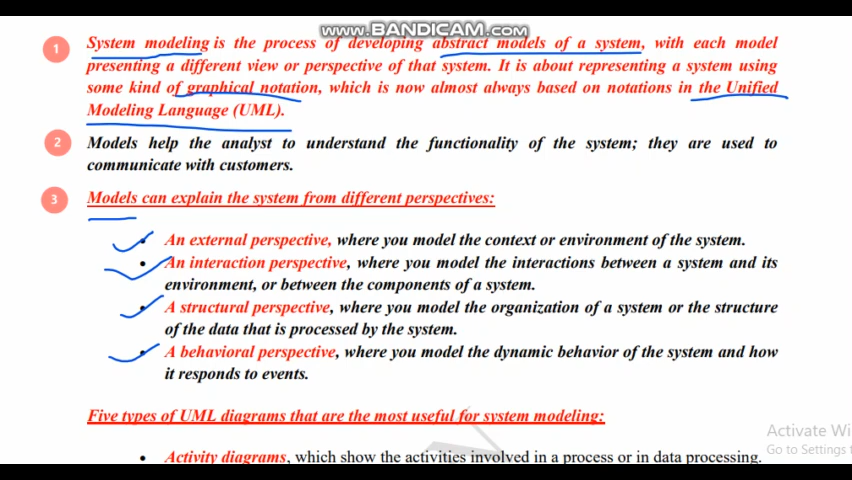 www.BANDICAM.com
1 System modeling is the process of developing abstract models of a system, with each model
presenting a different view or perspective of that system. It is about representing a system using
some kind of graphical notation, which is now almost always based on notations in the Unified
Modeling Language (UML).
2 Models help the analyst to understand the functionality of the system; they are used to
communicate with customers.
3 Models can explain the system from different perspectives:
• An external perspective, where you model the context or environment of the system.
• An interaction perspective, where you model the interactions between a system and its
environment, or between the components of a system.
• A structural perspective, where you model the organization of a system or the structure
of the data that is processed by the system.
• A behavioral perspective, where you model the dynamic behavior of the system and how
it responds to events.
Five types of UML diagrams that are the most useful for system modeling:
Activate Wi
Go to Settings t
• Activity diagrams, which show the activities involved in a process or in data processing.